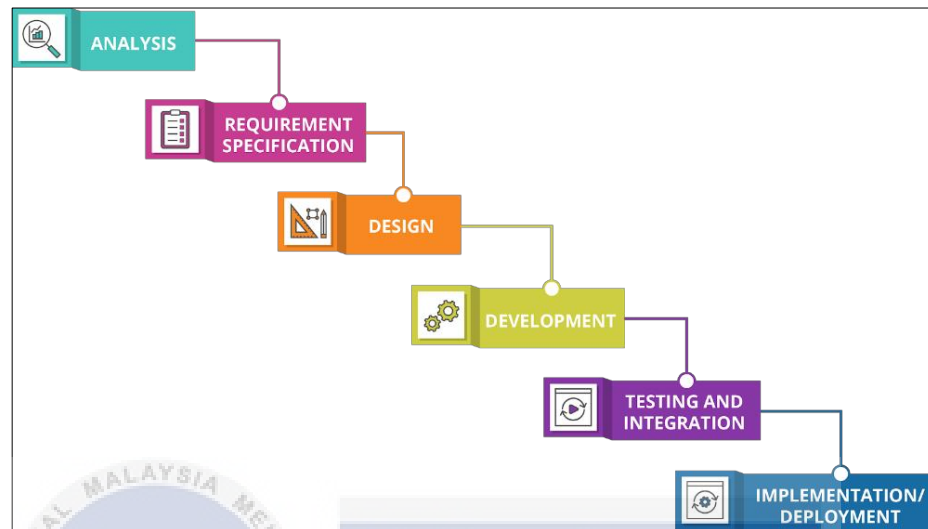 ANALYSIS
REQUIREMENT
SPECIFICATION
DESIGN
DEVELOPMENT
TESTING AND
INTEGRATION
IMPLEMENTATION/
DEPLOYMENT
MALAYSIA